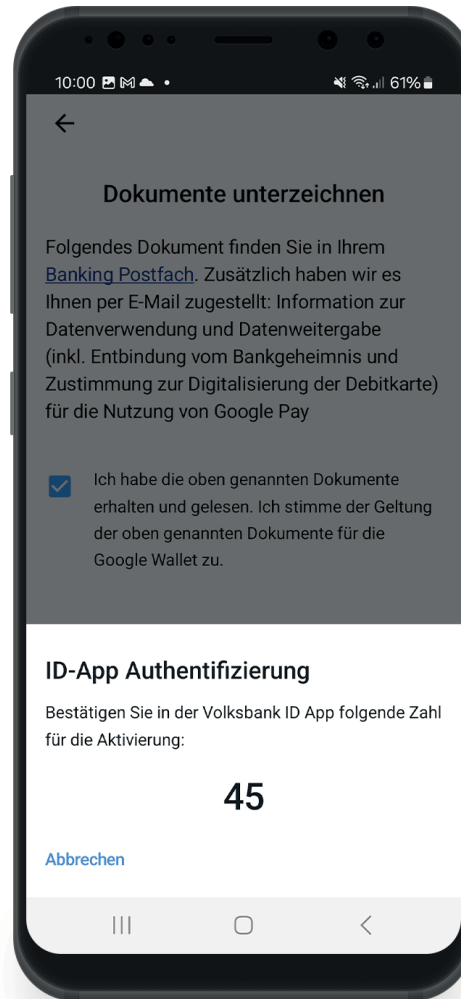 10:00
61%
Dokumente unterzeichnen
Folgendes Dokument finden Sie in Ihrem
Banking Postfach. Zusätzlich haben wir es
Ihnen per E-Mail zugestellt: Information zur
Datenverwendung und Datenweitergabe
(inkl. Entbindung vom Bankgeheimnis und
Zustimmung zur Digitalisierung der Debitkarte)
für die Nutzung von Google Pay
Ich habe die oben genannten Dokumente
erhalten und gelesen. Ich stimme der Geltung
der oben genannten Dokumente für die
Google Wallet zu.
ID-App Authentifizierung
Bestätigen Sie in der Volksbank ID App folgende Zahl
für die Aktivierung:
45
Abbrechen